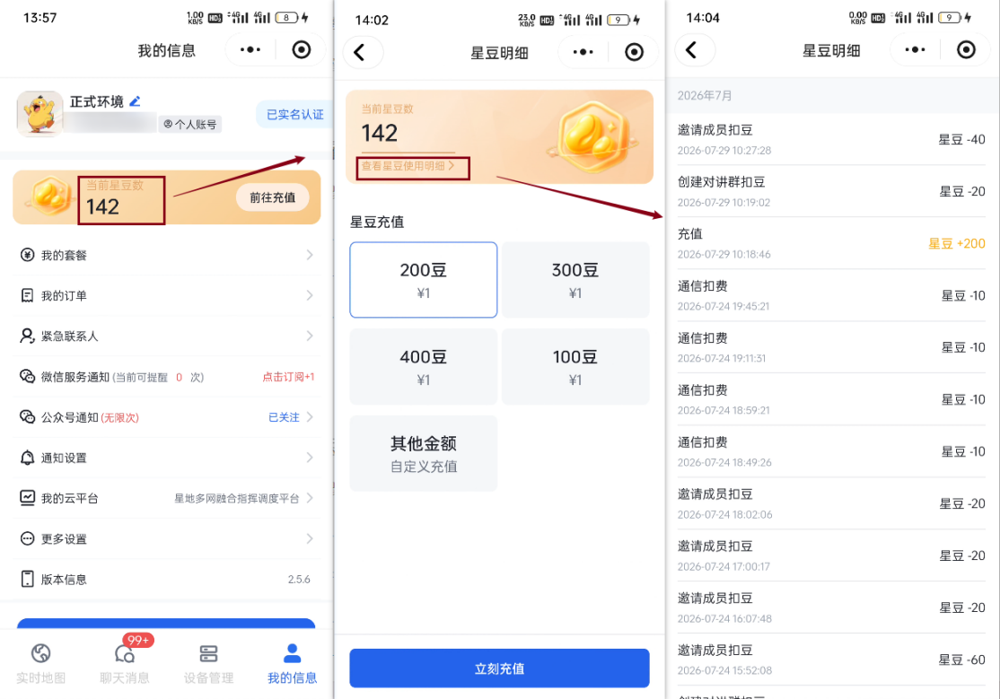 13:57
1.00 KB/S HD 4G 4G 8
我的信息
正式环境
个人账号
已实名认证
当前星豆数
142
前往充值
我的套餐
我的订单
紧急联系人
微信服务通知(当前可提醒 0 次)
点击订阅+1
公众号通知(无限次)
已关注
通知设置
我的云平台
星地多网融合指挥调度平台
更多设置
版本信息
2.5.6
99+
实时地图
聊天消息
设备管理
我的信息
14:02
23.0 KB/S HD 4G 4G 9
星豆明细
当前星豆数
142
查看星豆使用明细
星豆充值
200豆
¥1
300豆
¥1
400豆
¥1
100豆
¥1
其他金额
自定义充值
立刻充值
14:04
0.00 KB/S HD 4G 4G 9
星豆明细
2026年7月
邀请成员扣豆
2026-07-29 10:27:28
星豆 -40
创建对讲群扣豆
2026-07-29 10:19:02
星豆 -20
充值
2026-07-29 10:18:46
星豆 +200
通信扣费
2026-07-24 19:45:21
星豆 -10
通信扣费
2026-07-24 19:11:31
星豆 -10
通信扣费
2026-07-24 18:59:21
星豆 -10
通信扣费
2026-07-24 18:49:26
星豆 -10
邀请成员扣豆
2026-07-24 18:02:06
星豆 -20
邀请成员扣豆
2026-07-24 17:00:17
星豆 -20
邀请成员扣豆
2026-07-24 16:07:48
星豆 -20
邀请成员扣豆
2026-07-24 15:52:08
星豆 -60